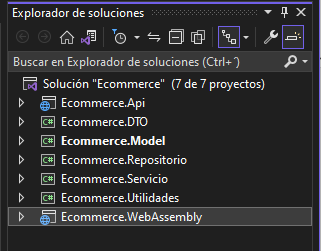 Explorador de soluciones
Buscar en Explorador de soluciones (Ctrl+´)
Solución "Ecommerce" (7 de 7 proyectos)
Ecommerce.Api
C# Ecommerce.DTO
C# Ecommerce.Model
C# Ecommerce.Repositorio
C# Ecommerce.Servicio
C# Ecommerce.Utilidades
Ecommerce.WebAssembly